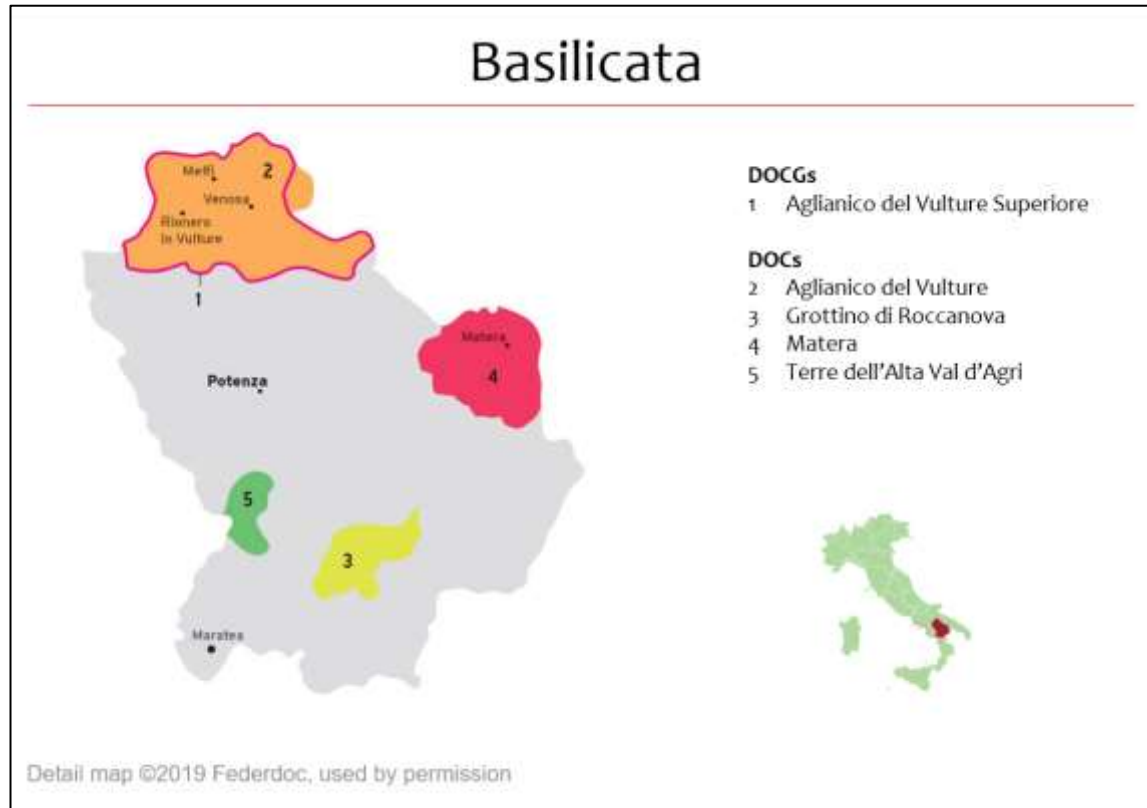 Basilicata
DOCGs
1 Aglianico del Vulture Superiore
DOCs
2 Aglianico del Vulture
3 Grottino di Roccanova
4 Matera
5 Terre dell'Alta Val d'Agri
Melfi
2
Venosa
Rionero
in Vulture
1
Matera
4
Potenza
5
3
Maratea
Detail map ©2019 Federdoc, used by permission